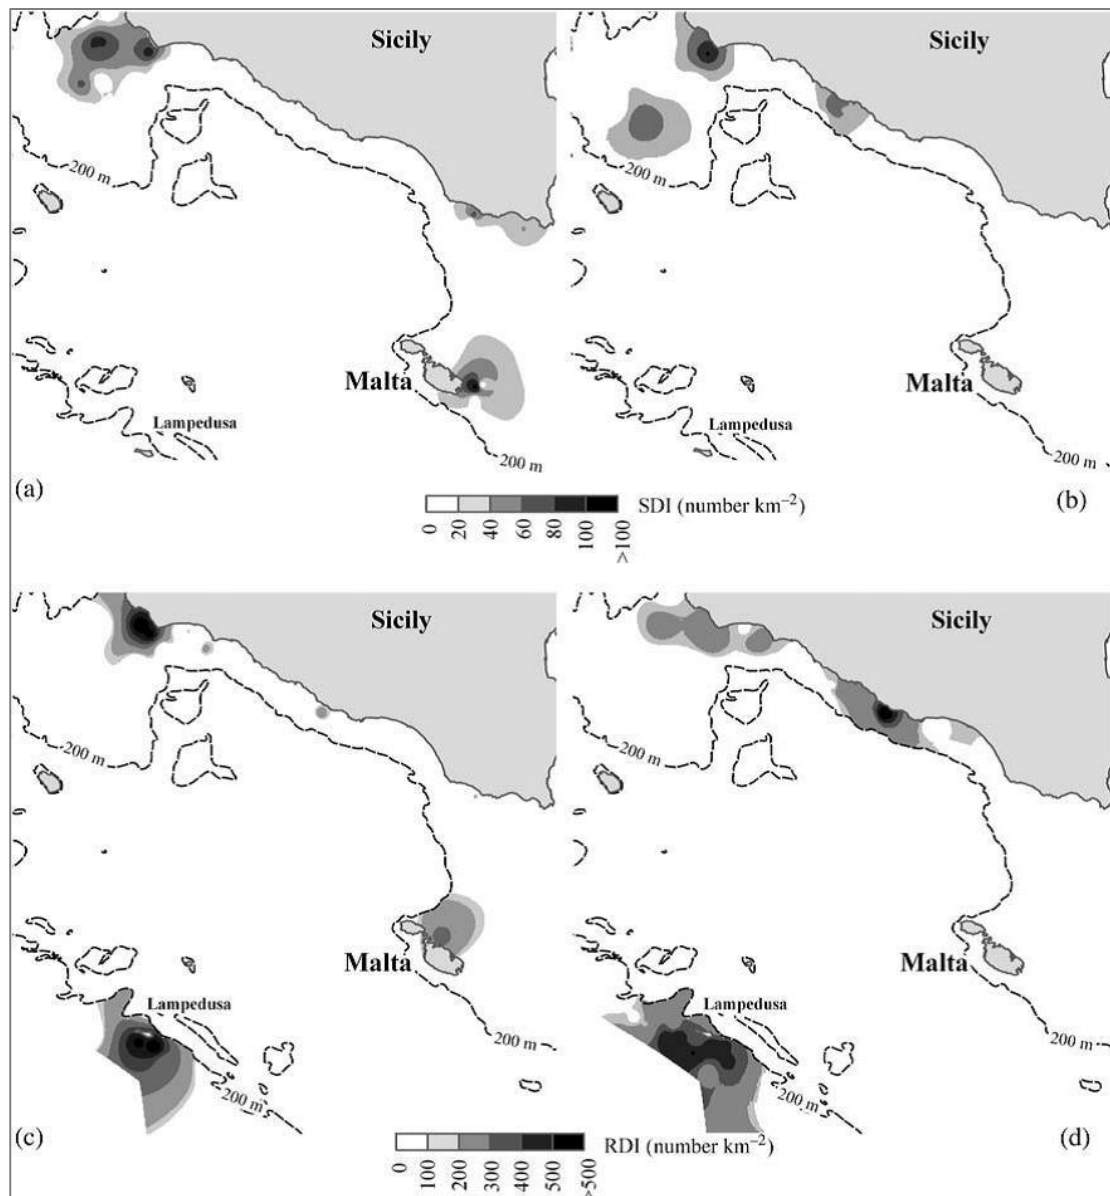 Sicily
Sicily
200 m
200 m
Malta
Malta
Lampedusa
Lampedusa
200 m
200 m
(a)
(b)
0 20 40 60 80 100 >100
SDI (number km⁻²)
Sicily
Sicily
200 m
200 m
Malta
Malta
Lampedusa
Lampedusa
200 m
200 m
200 m
200 m
(c)
(d)
0 100 200 300 400 500 >500
RDI (number km⁻²)